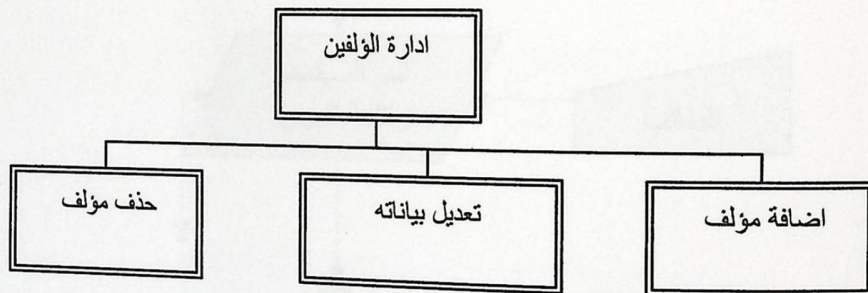 ادارة الؤلفين
اضافة مؤلف
تعديل بياناته
حذف مؤلف